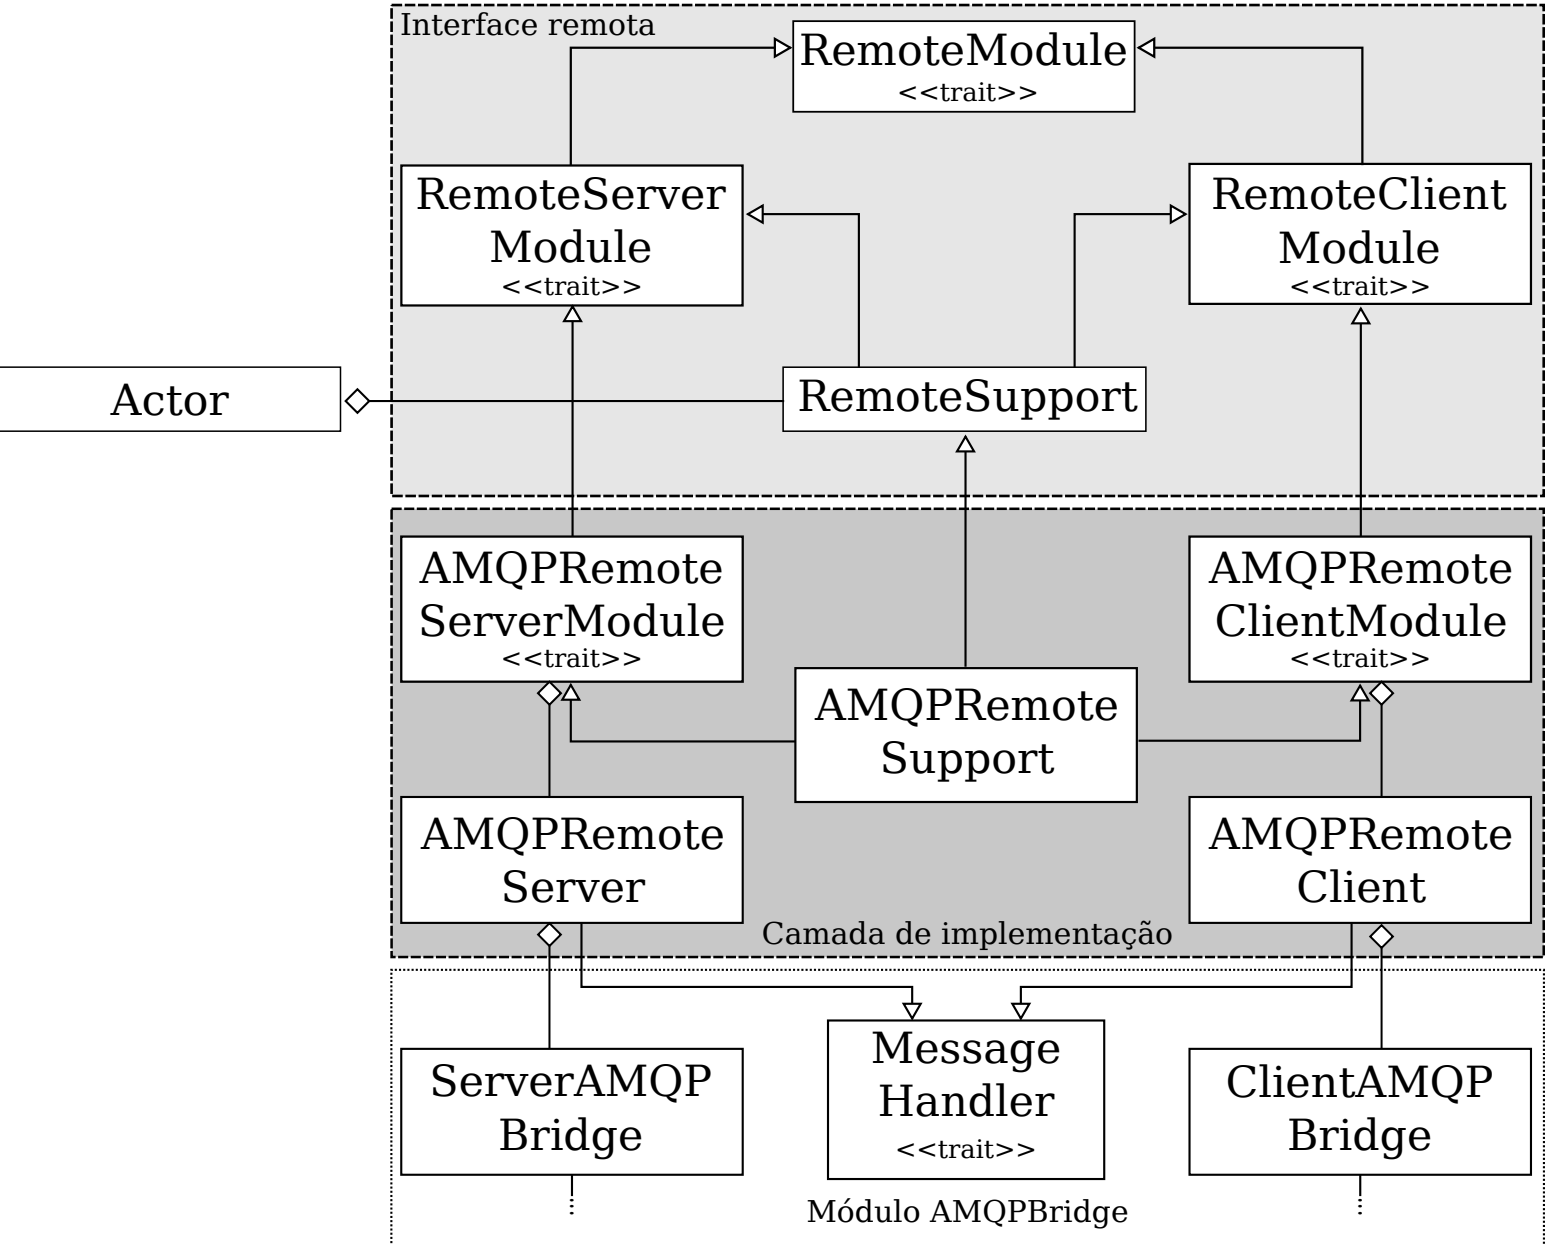 Interface remota
RemoteModule
<<trait>>
RemoteServer
Module
<<trait>>
RemoteClient
Module
<<trait>>
Actor
RemoteSupport
AMQPRemote
ServerModule
<<trait>>
AMQPRemote
ClientModule
<<trait>>
AMQPRemote
Support
AMQPRemote
Server
AMQPRemote
Client
Camada de implementação
ServerAMQP
Bridge
Message
Handler
<<trait>>
ClientAMQP
Bridge
Módulo AMQPBridge